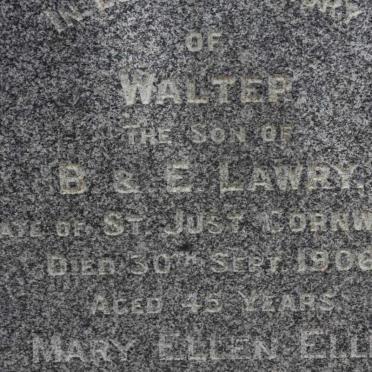 IN
OF
WALTER
THE SON OF
B & E LAWRY,
ATE OF ST JUST CORNW
DIED 30TH SEPT 1906
AGED 45 YEARS
MARY ELLEN ELL